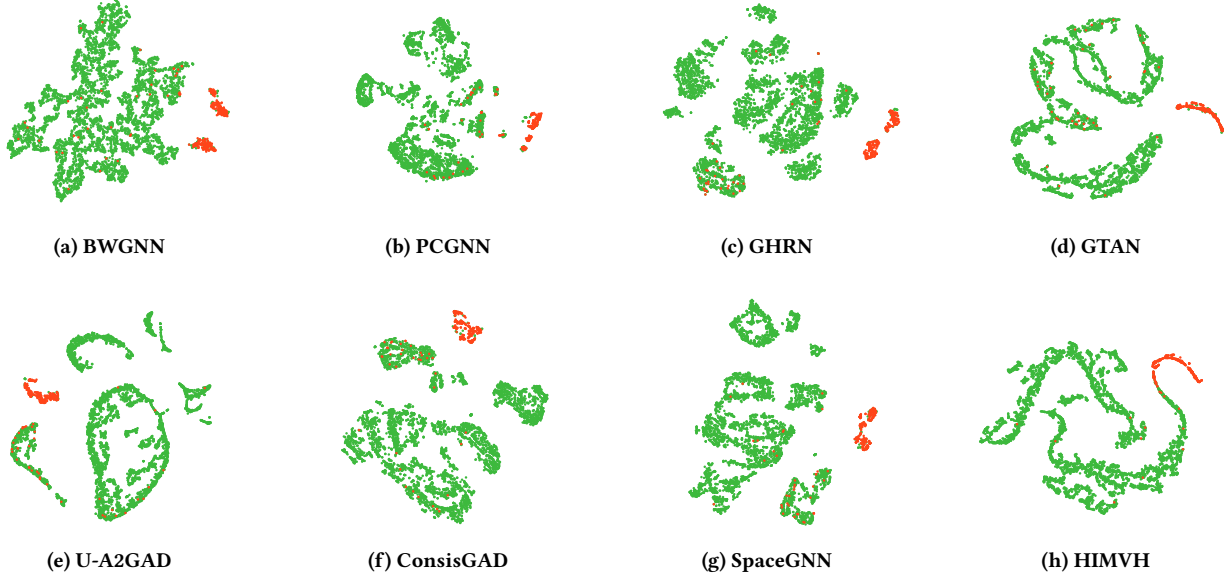 (a) BWGNN
(b) PCGNN
(c) GHRN
(d) GTAN
(e) U-A2GAD
(f) ConsisGAD
(g) SpaceGNN
(h) HIMVH